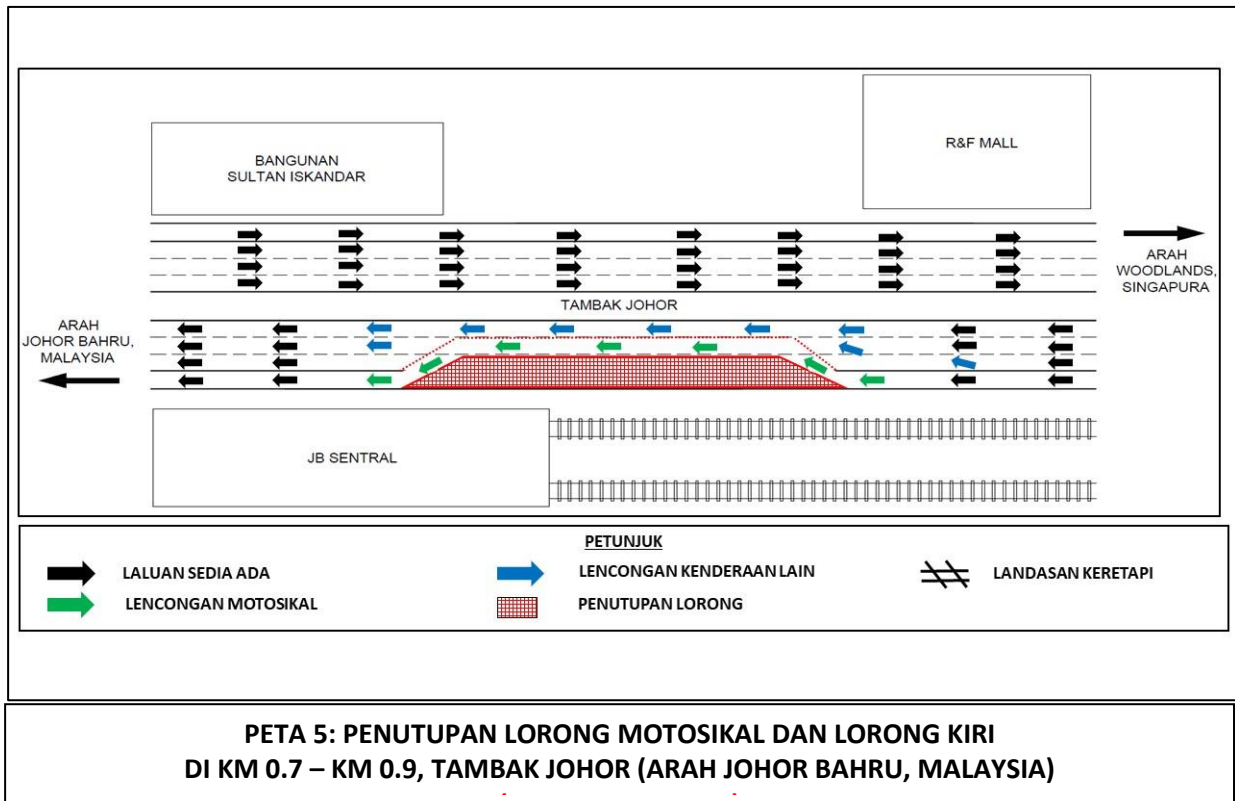 BANGUNAN
SULTAN ISKANDAR
R&F MALL
ARAH
WOODLANDS,
SINGAPURA
TAMBAK JOHOR
ARAH
JOHOR BAHRU,
MALAYSIA
JB SENTRAL
PETUNJUK
LALUAN SEDIA ADA
LENCONGAN KENDERAAN LAIN
LANDASAN KERETAPI
LENCONGAN MOTOSIKAL
PENUTUPAN LORONG
PETA 5: PENUTUPAN LORONG MOTOSIKAL DAN LORONG KIRI
DI KM 0.7 – KM 0.9, TAMBAK JOHOR (ARAH JOHOR BAHRU, MALAYSIA)